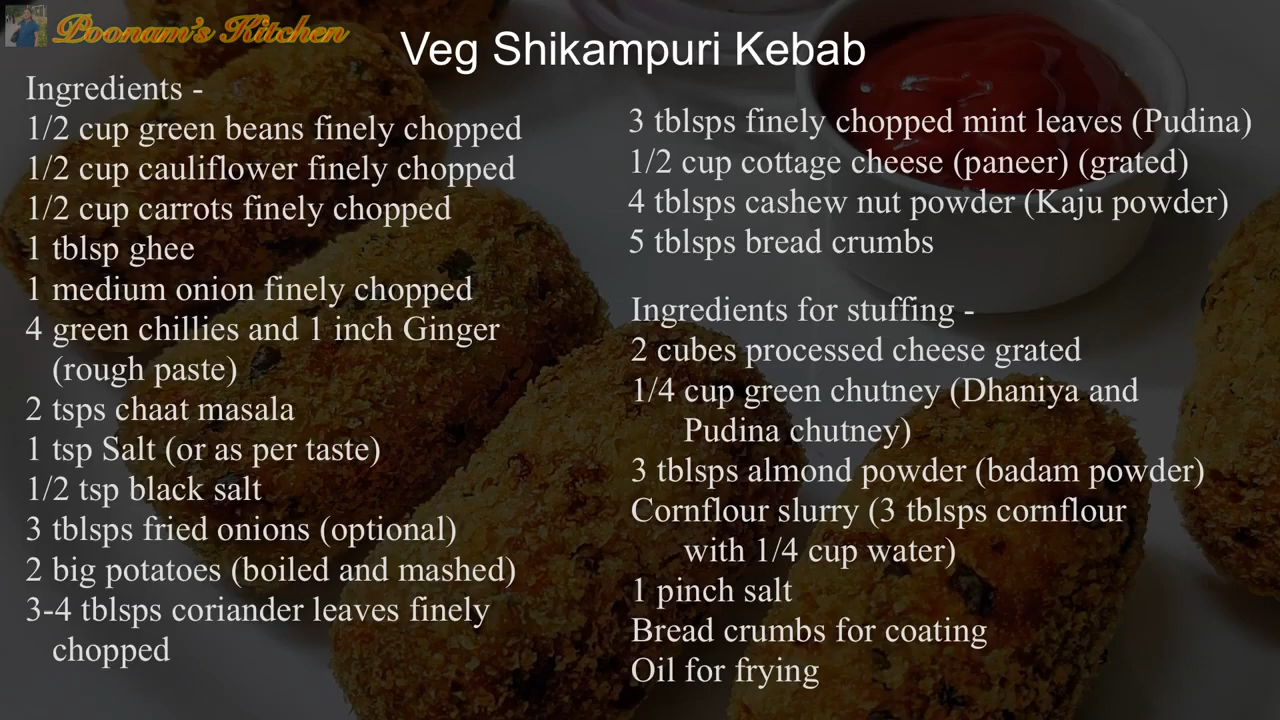 Poonam's Kitchen
Veg Shikampuri Kebab
Ingredients -
1/2 cup green beans finely chopped
1/2 cup cauliflower finely chopped
1/2 cup carrots finely chopped
1 tblsp ghee
1 medium onion finely chopped
4 green chillies and 1 inch Ginger
(rough paste)
2 tsps chaat masala
1 tsp Salt (or as per taste)
1/2 tsp black salt
3 tblsps fried onions (optional)
2 big potatoes (boiled and mashed)
3-4 tblsps coriander leaves finely
chopped
3 tblsps finely chopped mint leaves (Pudina)
1/2 cup cottage cheese (paneer) (grated)
4 tblsps cashew nut powder (Kaju powder)
5 tblsps bread crumbs
Ingredients for stuffing -
2 cubes processed cheese grated
1/4 cup green chutney (Dhaniya and
Pudina chutney)
3 tblsps almond powder (badam powder)
Cornflour slurry (3 tblsps cornflour
with 1/4 cup water)
1 pinch salt
Bread crumbs for coating
Oil for frying